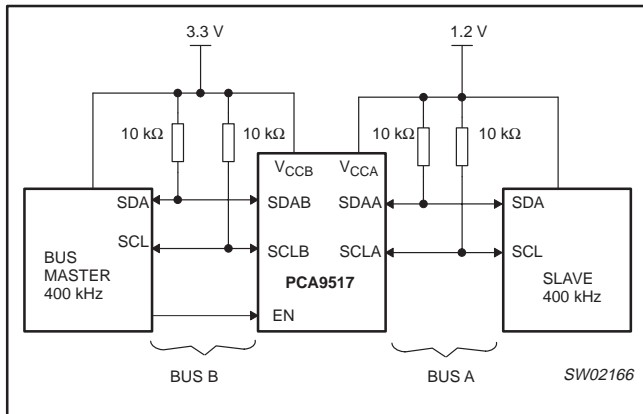 3.3 V
1.2 V
10 kΩ
10 kΩ
10 kΩ
10 kΩ
VCCB
VCCA
SDA
SDAB
SDAA
SDA
SCL
SCLB
SCLA
SCL
BUS
MASTER
400 kHz
PCA9517
SLAVE
400 kHz
EN
BUS B
BUS A
SW02166